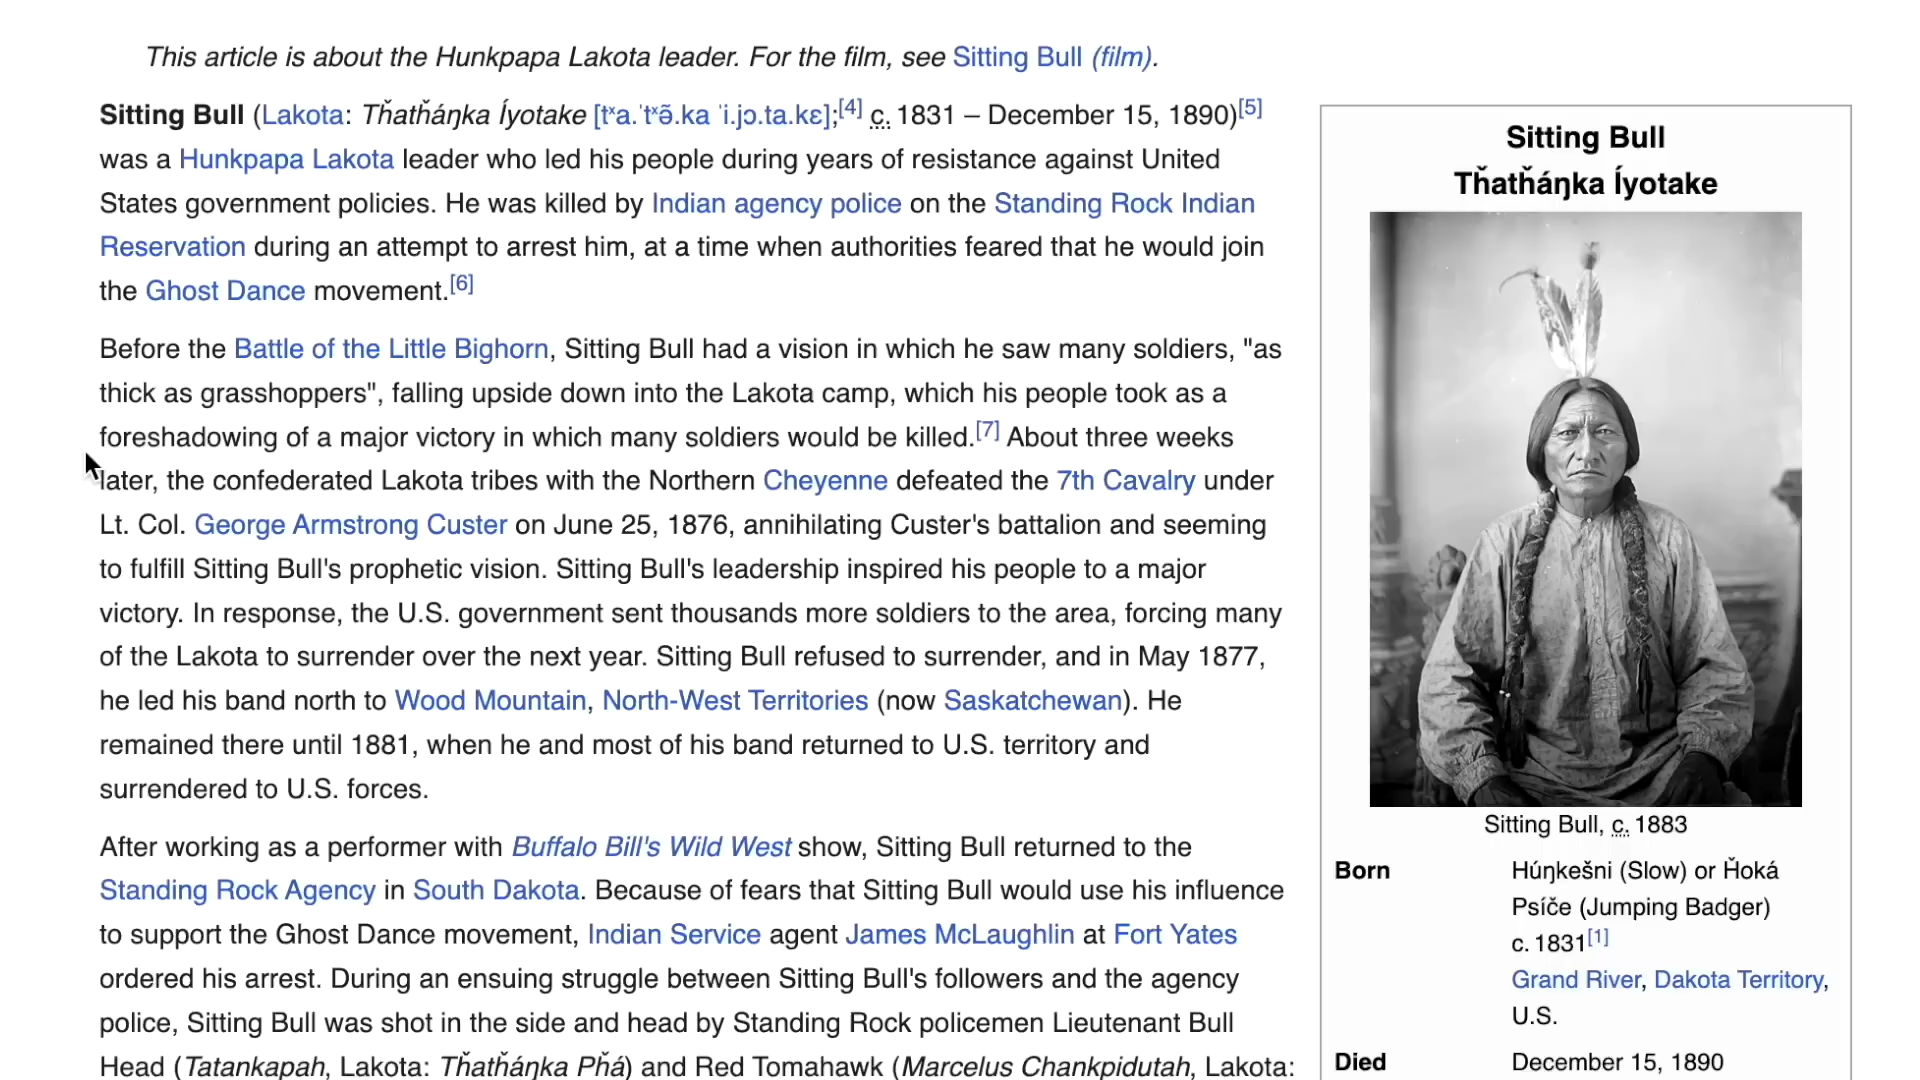 This article is about the Hunkpapa Lakota leader. For the film, see Sitting Bull (film).
Sitting Bull (Lakota: Tȟatȟáŋka Íyotake [tˣa.ˈtˣə̃.ka ˈi.jɔ.ta.kɛ];[4] c. 1831 – December 15, 1890)[5]
was a Hunkpapa Lakota leader who led his people during years of resistance against United
States government policies. He was killed by Indian agency police on the Standing Rock Indian
Reservation during an attempt to arrest him, at a time when authorities feared that he would join
the Ghost Dance movement.[6]
Before the Battle of the Little Bighorn, Sitting Bull had a vision in which he saw many soldiers, "as
thick as grasshoppers", falling upside down into the Lakota camp, which his people took as a
foreshadowing of a major victory in which many soldiers would be killed.[7] About three weeks
later, the confederated Lakota tribes with the Northern Cheyenne defeated the 7th Cavalry under
Lt. Col. George Armstrong Custer on June 25, 1876, annihilating Custer's battalion and seeming
to fulfill Sitting Bull's prophetic vision. Sitting Bull's leadership inspired his people to a major
victory. In response, the U.S. government sent thousands more soldiers to the area, forcing many
of the Lakota to surrender over the next year. Sitting Bull refused to surrender, and in May 1877,
he led his band north to Wood Mountain, North-West Territories (now Saskatchewan). He
remained there until 1881, when he and most of his band returned to U.S. territory and
surrendered to U.S. forces.
After working as a performer with Buffalo Bill's Wild West show, Sitting Bull returned to the
Standing Rock Agency in South Dakota. Because of fears that Sitting Bull would use his influence
to support the Ghost Dance movement, Indian Service agent James McLaughlin at Fort Yates
ordered his arrest. During an ensuing struggle between Sitting Bull's followers and the agency
police, Sitting Bull was shot in the side and head by Standing Rock policemen Lieutenant Bull
Head (Tatankapah, Lakota: Tȟatȟáŋka Pȟá) and Red Tomahawk (Marcelus Chankpidutah, Lakota:
Sitting Bull
Tȟatȟáŋka Íyotake
Sitting Bull, c. 1883
Born
Húŋkešni (Slow) or Ȟoká
Psíče (Jumping Badger)
c. 1831[1]
Grand River, Dakota Territory,
U.S.
Died
December 15, 1890